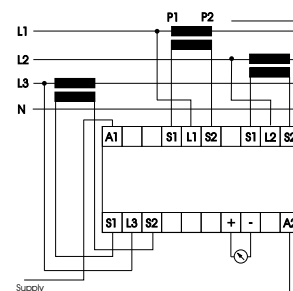 P1 P2
L1
L2
L3
N
A1 S1 L1 S2 S1 L2 S2
S1 L3 S2 + - A2
Supply